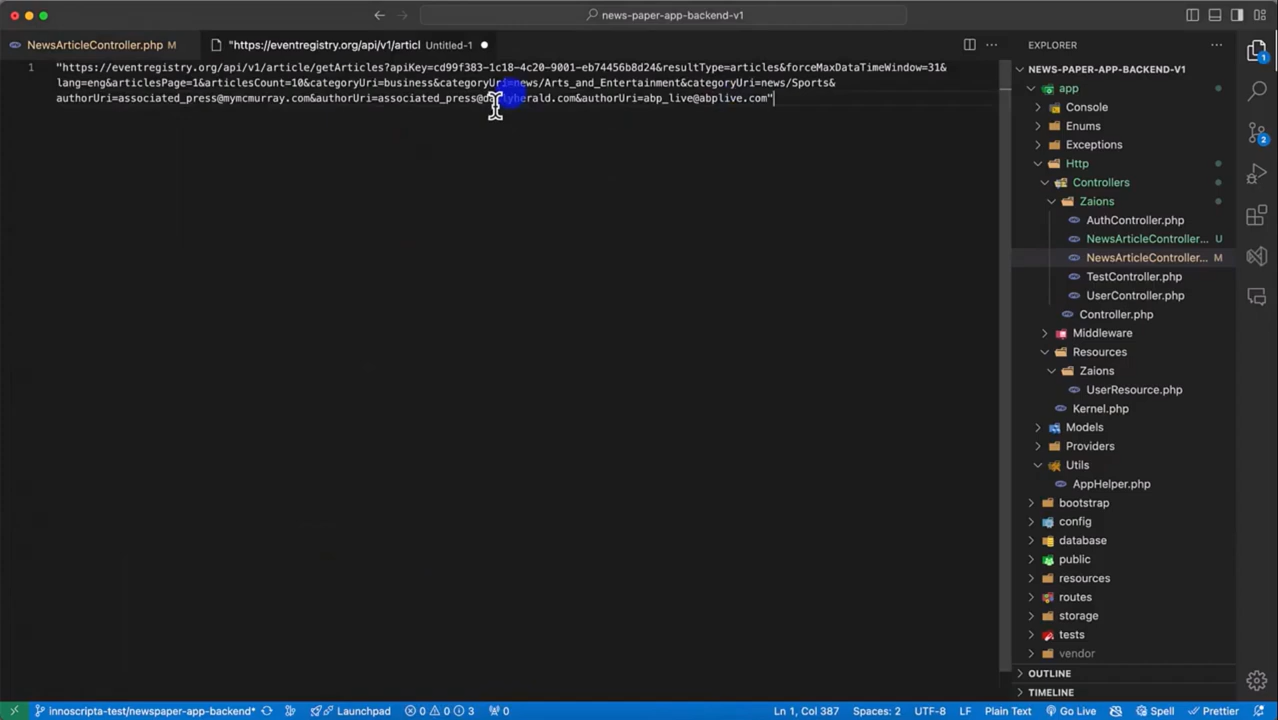 news-paper-app-backend-v1
NewsArticleController.php M
"https://eventregistry.org/api/v1/articl Untitled-1
EXPLORER
1
"https://eventregistry.org/api/v1/article/getArticles?apiKey=cd99f383-1c18-4c20-9001-eb74456b8d24&resultType=articles&forceMaxDataTimeWindow=31&
lang=eng&articlesPage=1&articlesCount=10&categoryUri=business&categoryUri=news/Arts_and_Entertainment&categoryUri=news/Sports&
authorUri=associated_press@mymcmurray.com&authorUri=associated_press@dailyherald.com&authorUri=abp_live@abplive.com"
NEWS-PAPER-APP-BACKEND-V1
app
Console
Enums
Exceptions
Http
Controllers
Zaions
AuthController.php
NewsArticleController... U
NewsArticleController... M
TestController.php
UserController.php
Controller.php
Middleware
Resources
Zaions
UserResource.php
Kernel.php
Models
Providers
Utils
AppHelper.php
bootstrap
config
database
public
resources
routes
storage
tests
vendor
OUTLINE
TIMELINE
1
2
innoscripta-test/newspaper-app-backend* Launchpad 0 0 3 0
Ln 1, Col 387 Spaces: 2 UTF-8 LF Plain Text Go Live Spell Prettier